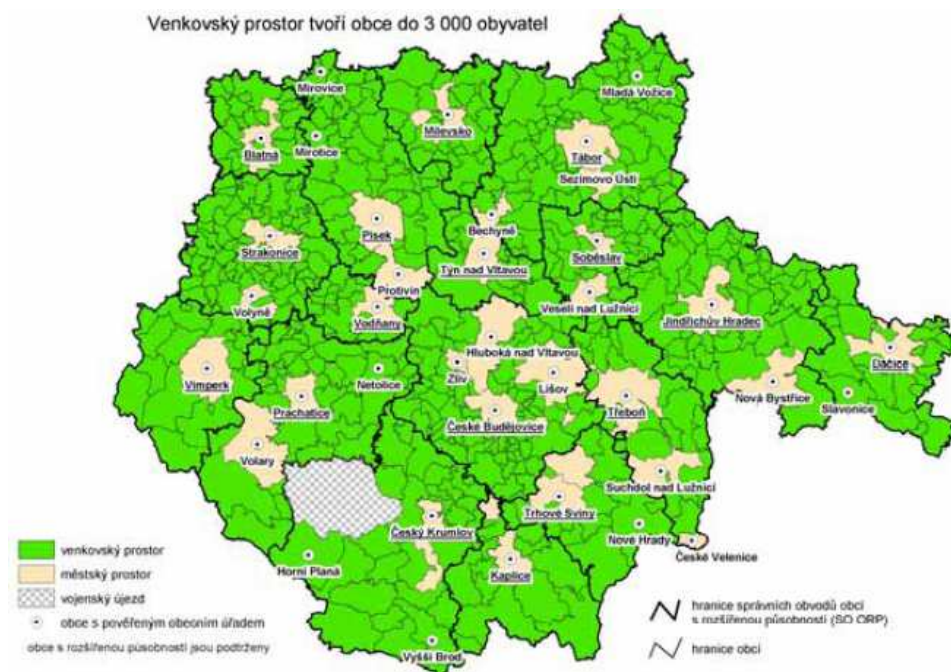 Venkovský prostor tvoří obce do 3 000 obyvatel
Mirovice
Mladá Vožice
Milevsko
Mirotice
Blatná
Tábor
Sezimovo Ústí
Písek
Bechyně
Strakonice
Týn nad Vltavou
Soběslav
Protivín
Volyně
Vodňany
Veselí nad Lužnicí
Jindřichův Hradec
Hluboká nad Vltavou
Dačice
Zliv
Vimperk
Netolice
Lišov
Nová Bystřice
Slavonice
Prachatice
Třeboň
České Budějovice
Volary
Suchdol nad Lužnicí
Trhové Sviny
Český Krumlov
Nové Hrady
České Velenice
Horní Planá
Kaplice
Vyšší Brod
venkovský prostor
městský prostor
vojenský újezd
obce s pověřeným obecním úřadem
obce s rozšířenou působností jsou podtrženy
hranice správních obvodů obcí
s rozšířenou působností (SO ORP)
hranice obcí